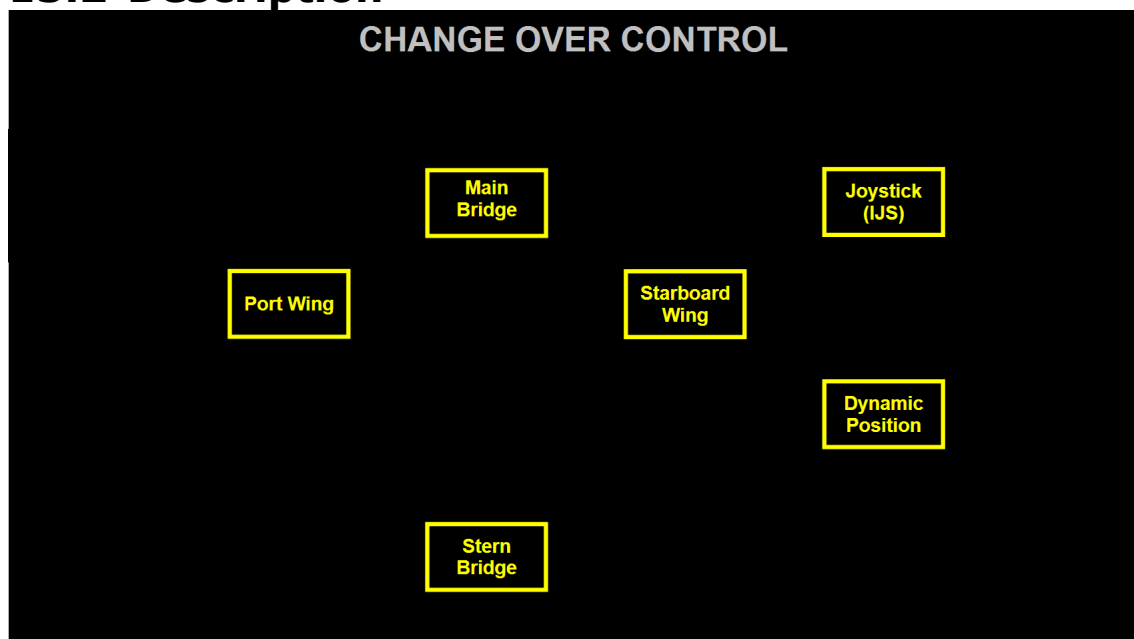 CHANGE OVER CONTROL
Main
Bridge
Joystick
(IJS)
Port Wing
Starboard
Wing
Dynamic
Position
Stern
Bridge